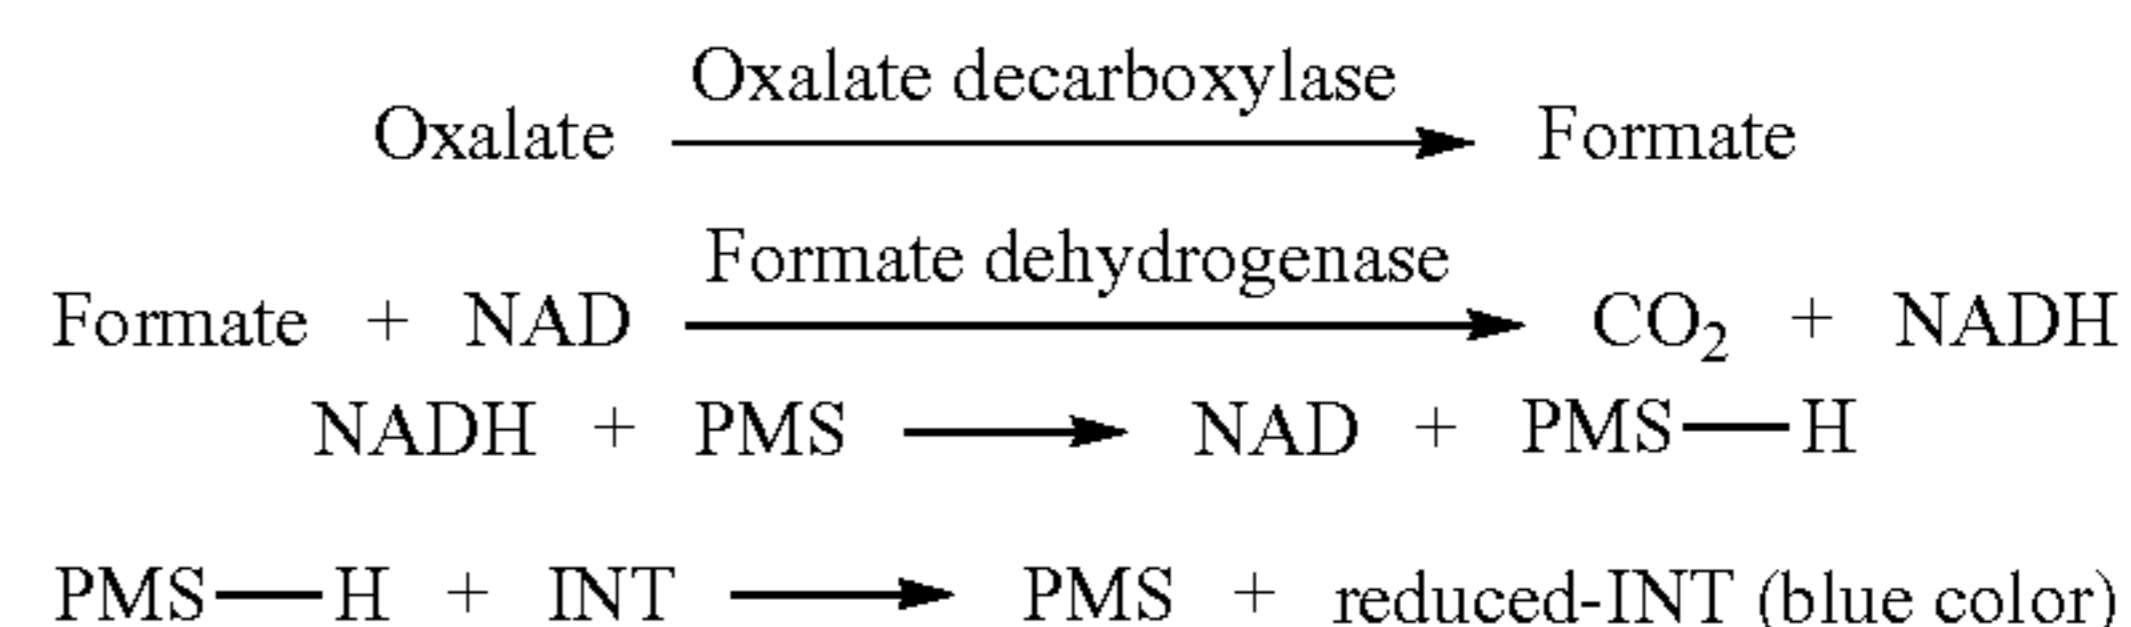 Oxalate decarboxylase
Oxalate → Formate
Formate dehydrogenase
Formate + NAD → CO₂ + NADH
NADH + PMS → NAD + PMS—H
PMS—H + INT → PMS + reduced-INT (blue color)